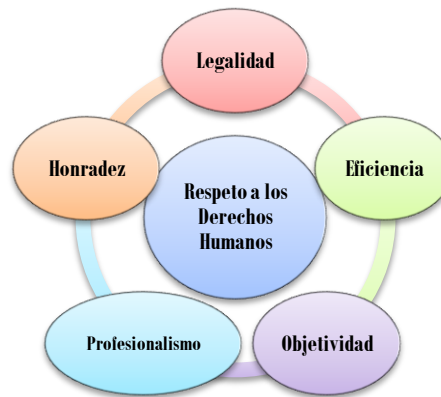 Legalidad
Honradez
Eficiencia
Respeto a los
Derechos
Humanos
Profesionalismo
Objetividad